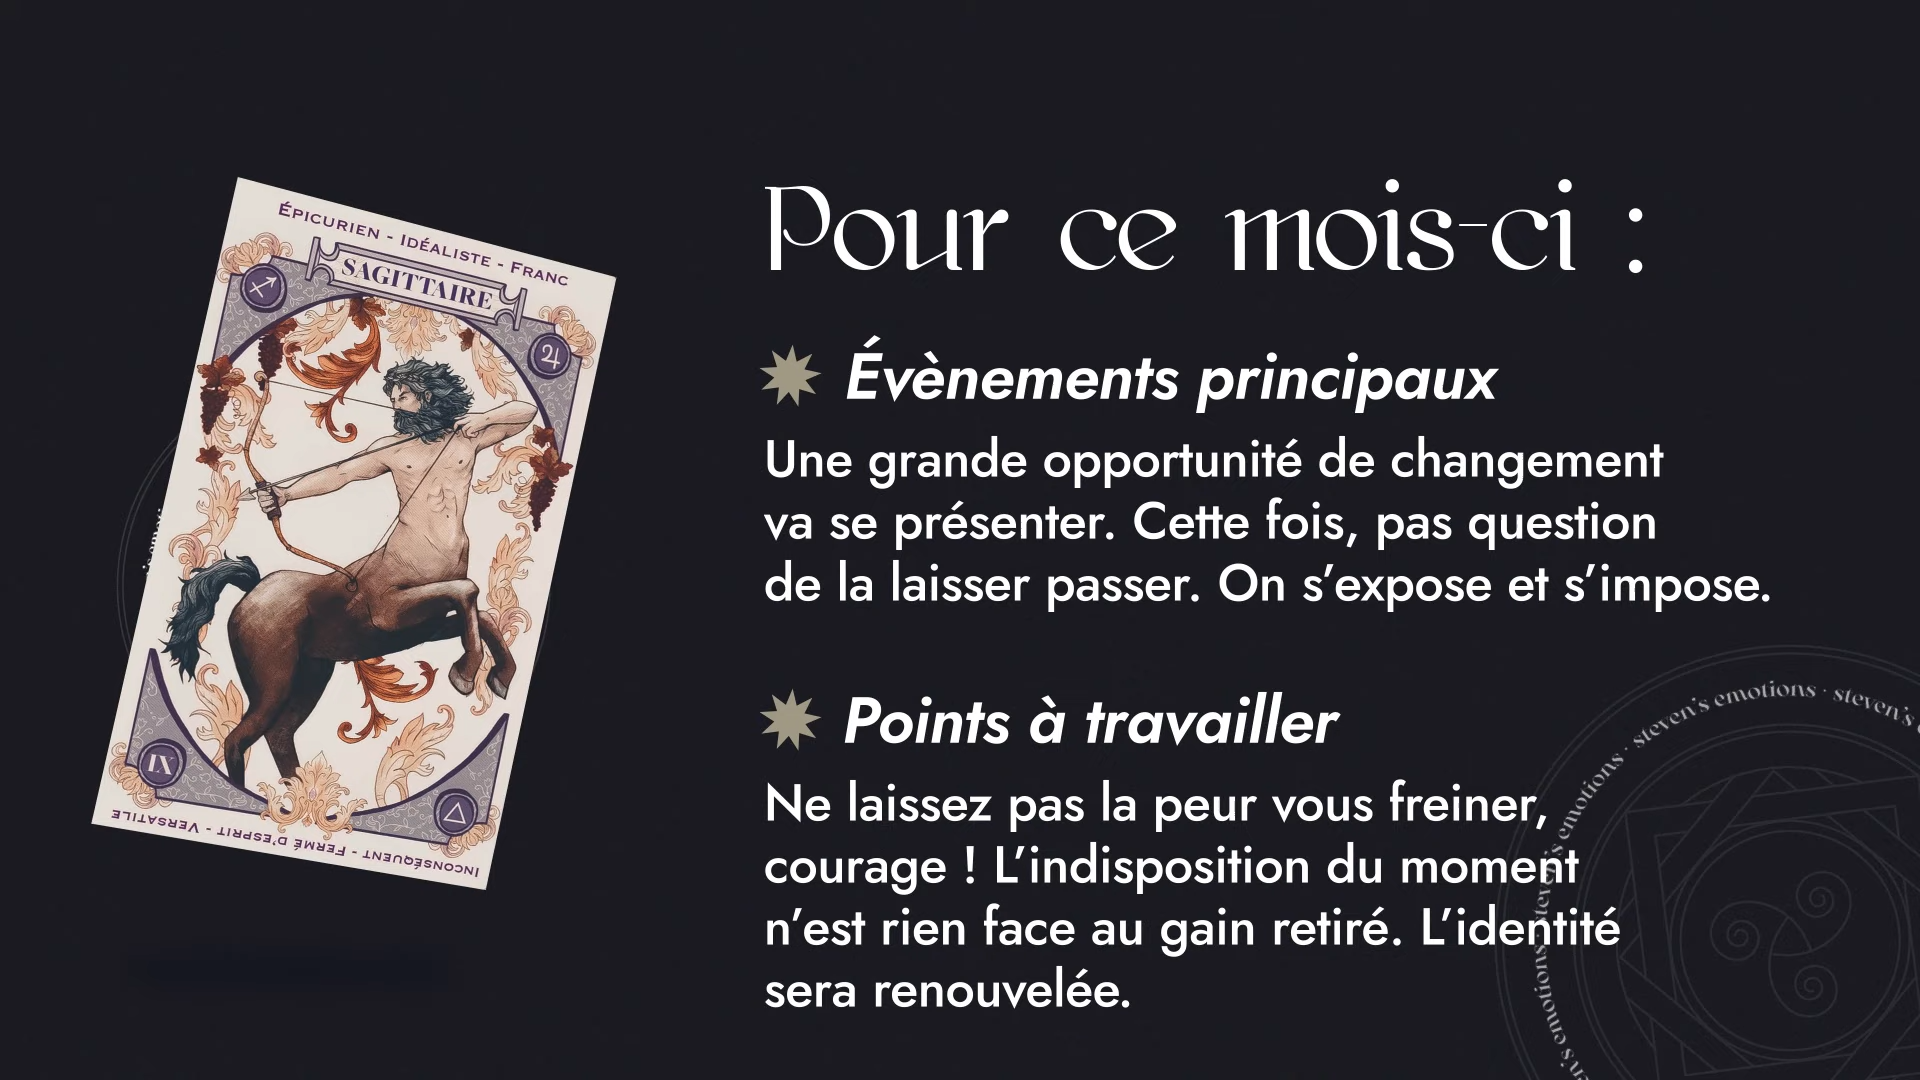 ÉPICURIEN - IDÉALISTE - FRANC
SAGITTAIRE
IX
INCONSÉQUENT - FERMÉ D'ESPRIT - VERSATILE
Pour ce mois-ci :
Évènements principaux
Une grande opportunité de changement
va se présenter. Cette fois, pas question
de la laisser passer. On s’expose et s’impose.
Points à travailler
Ne laissez pas la peur vous freiner,
courage ! L’indisposition du moment
n’est rien face au gain retiré. L’identité
sera renouvelée.
steven's emotions · steven's emotions · steven's emotions · steven's